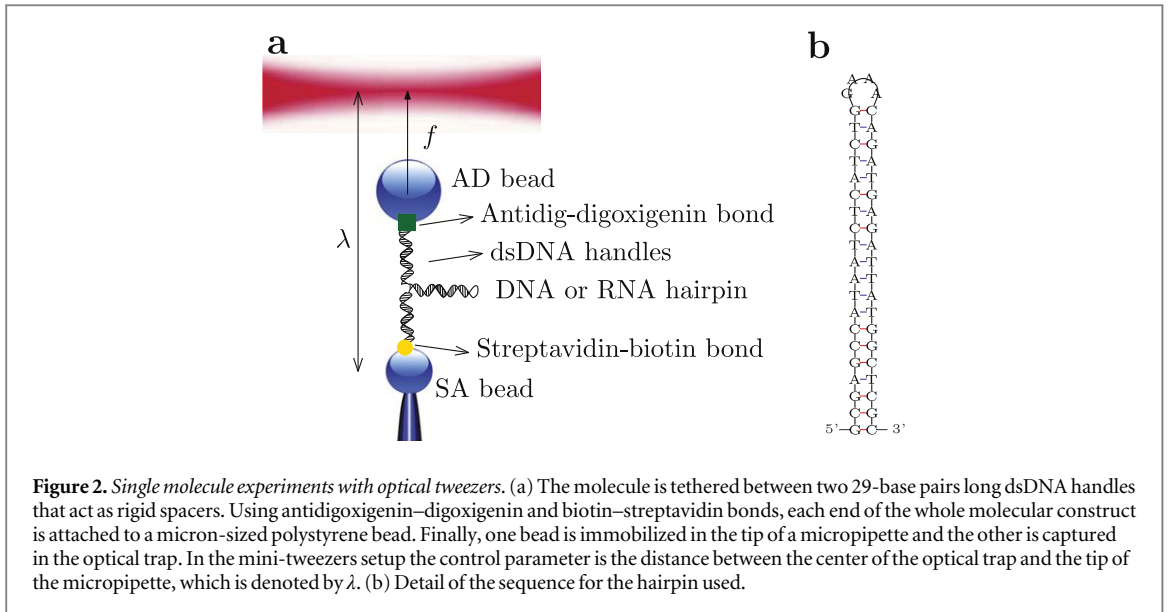 a
b
f
λ
AD bead
Antidig-digoxigenin bond
dsDNA handles
DNA or RNA hairpin
Streptavidin-biotin bond
SA bead
A A
G A
G–C
T–A
C–G
T–A
A–T
C–G
T–A
C–G
T–A
A–T
A–T
T–A
A–T
C–G
C–G
G–C
A–T
G–C
C–G
5'–G–C–3'
Figure 2. Single molecule experiments with optical tweezers. (a) The molecule is tethered between two 29-base pairs long dsDNA handles
that act as rigid spacers. Using antidigoxigenin–digoxigenin and biotin–streptavidin bonds, each end of the whole molecular construct
is attached to a micron-sized polystyrene bead. Finally, one bead is immobilized in the tip of a micropipette and the other is captured
in the optical trap. In the mini-tweezers setup the control parameter is the distance between the center of the optical trap and the tip of
the micropipette, which is denoted by λ. (b) Detail of the sequence for the hairpin used.